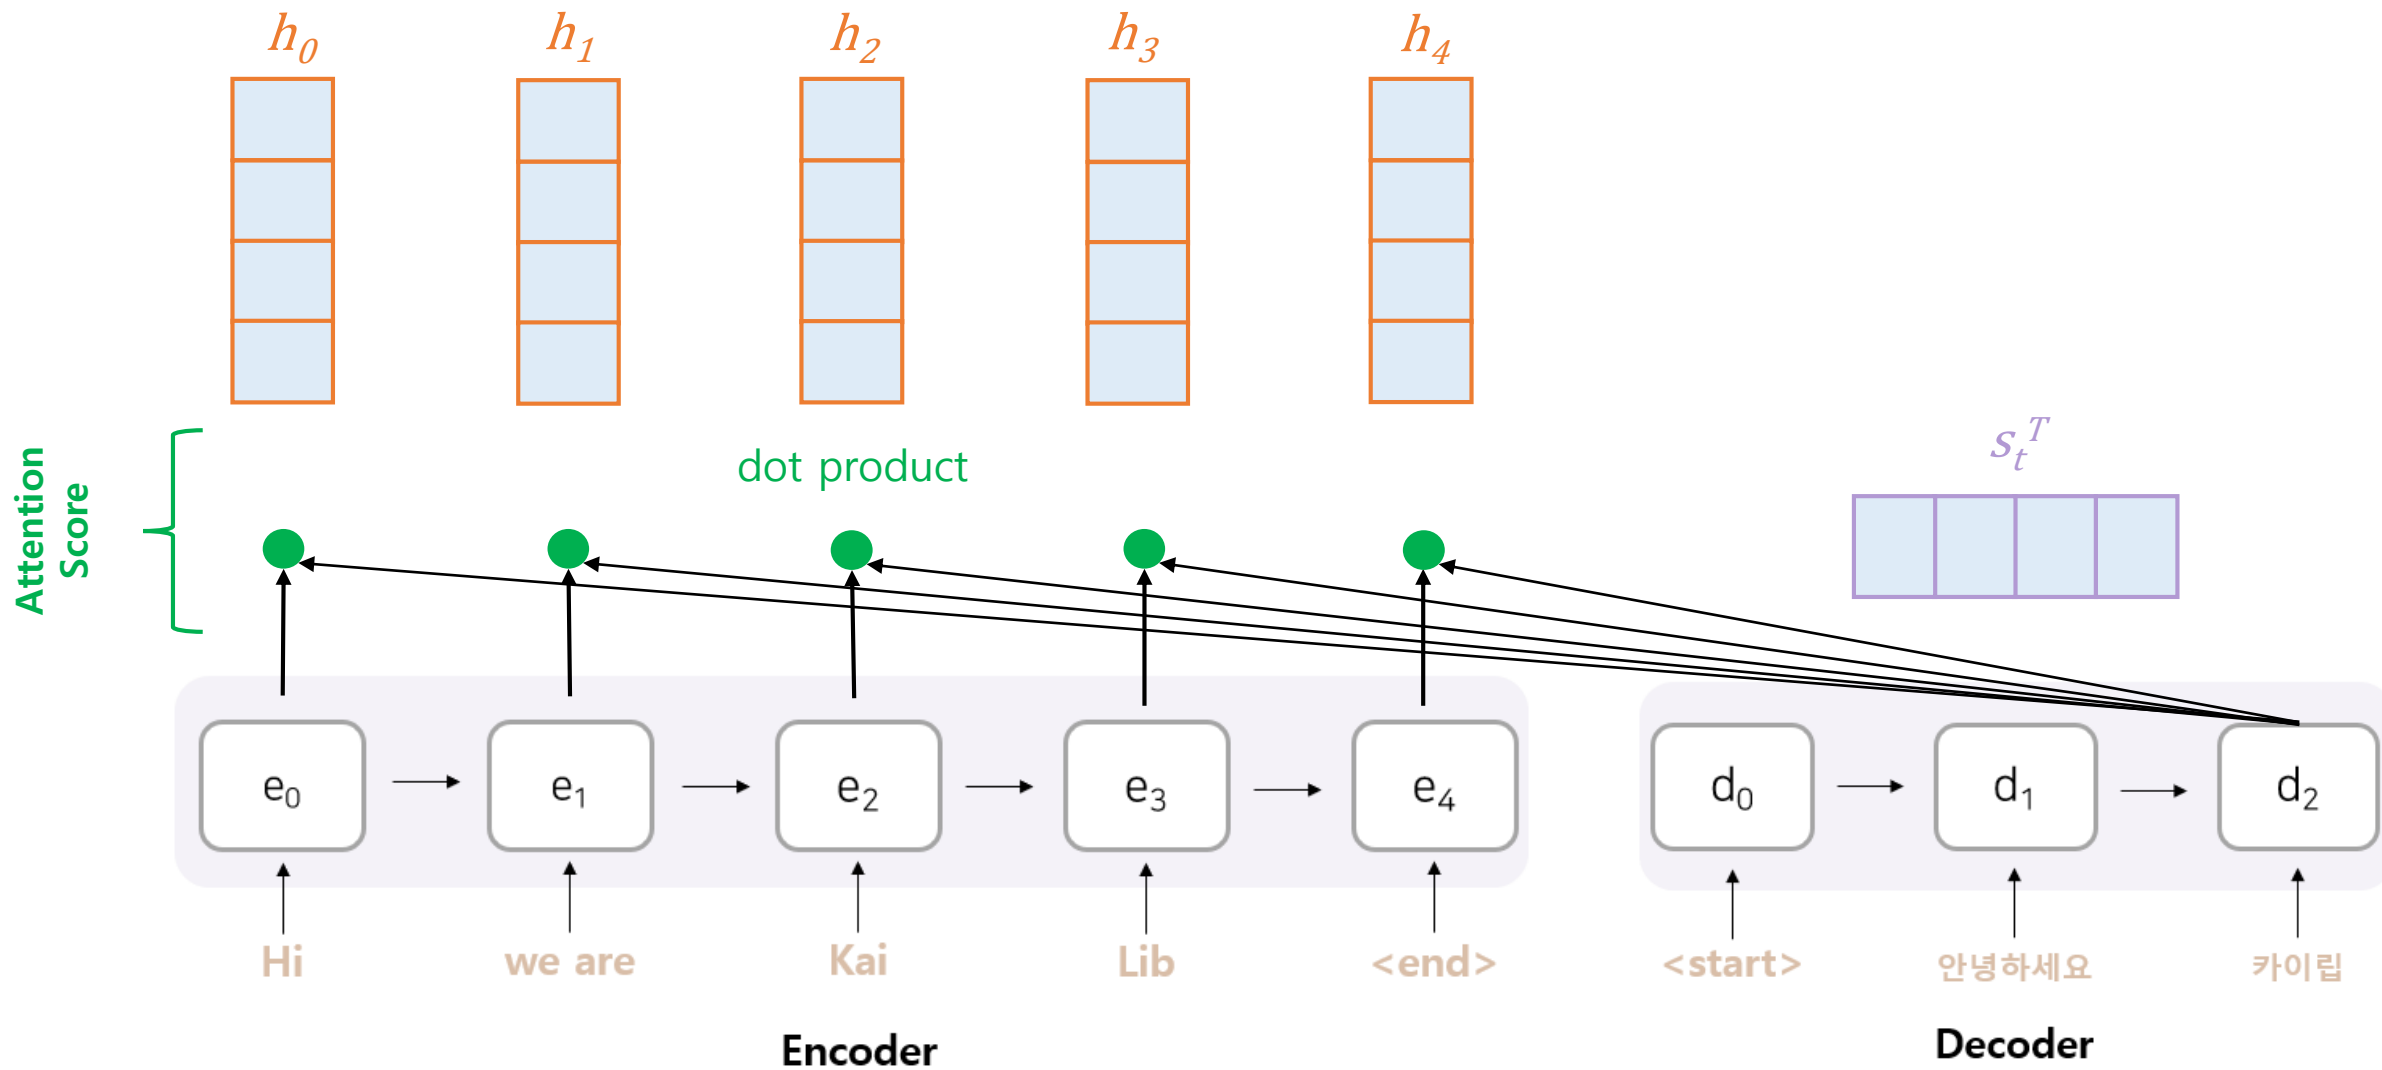 h0 h1 h2 h3 h4
Attention
Score
dot product
s_t^T
e0 e1 e2 e3 e4 d0 d1 d2
Hi we are Kai Lib <end> <start> 안녕하세요 카이립
Encoder Decoder